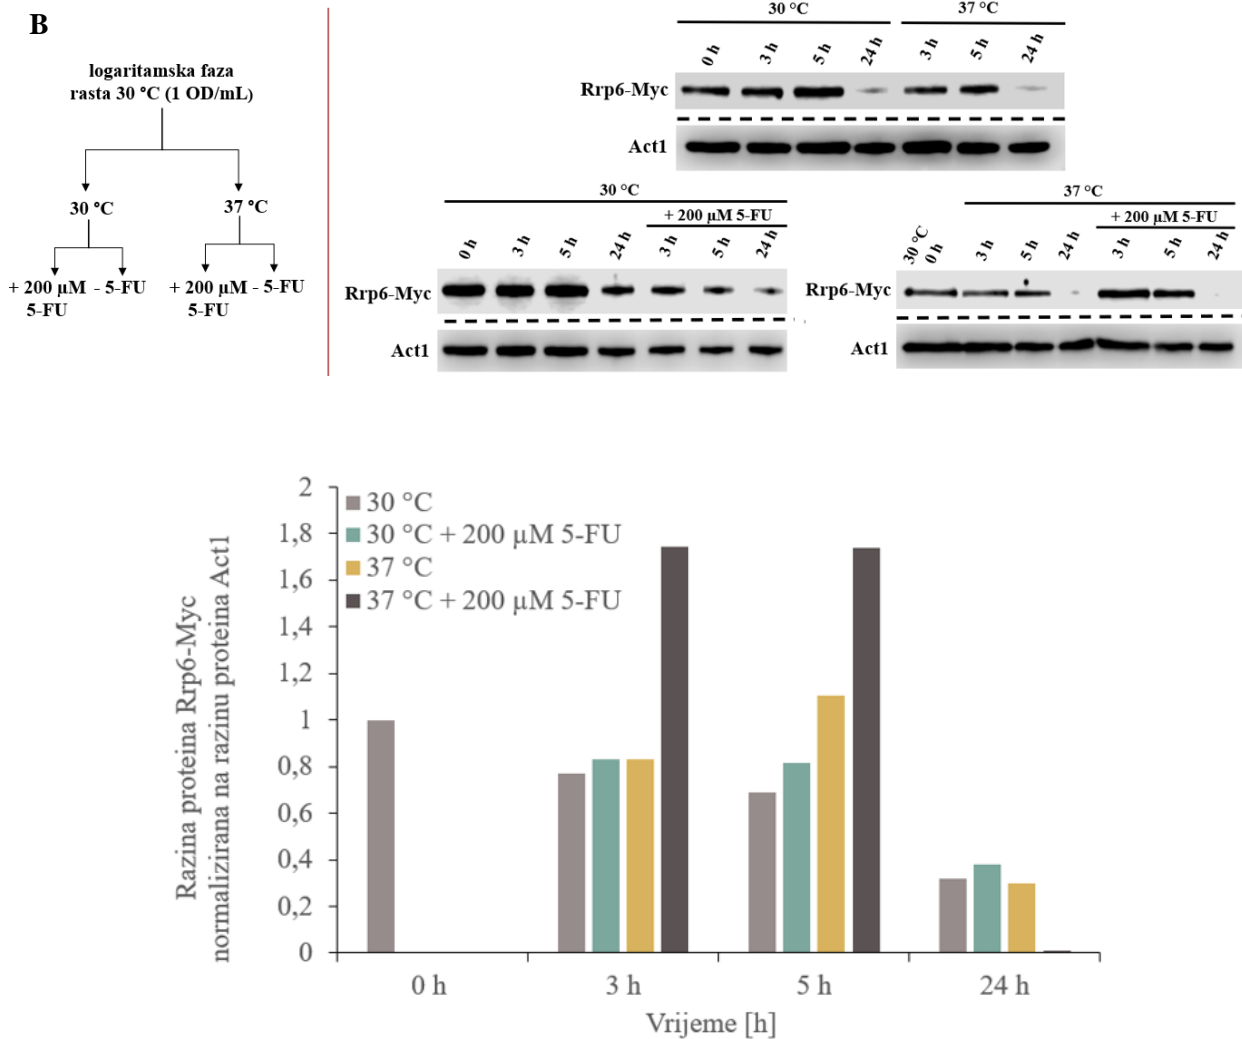 B
logaritamska faza
rasta 30 °C (1 OD/mL)
30 °C
37 °C
+ 200 µM - 5-FU
5-FU
+ 200 µM - 5-FU
5-FU
30 °C
37 °C
0 h
3 h
5 h
24 h
3 h
5 h
24 h
Rrp6-Myc
Act1
30 °C
+ 200 µM 5-FU
0 h
3 h
5 h
24 h
3 h
5 h
24 h
Rrp6-Myc
Act1
37 °C
+ 200 µM 5-FU
30 °C
0 h
3 h
5 h
24 h
3 h
5 h
24 h
Rrp6-Myc
Act1
Razina proteina Rrp6-Myc
normalizirana na razinu proteina Act1
2
1,8
1,6
1,4
1,2
1
0,8
0,6
0,4
0,2
0
30 °C
30 °C + 200 µM 5-FU
37 °C
37 °C + 200 µM 5-FU
0 h
3 h
5 h
24 h
Vrijeme [h]